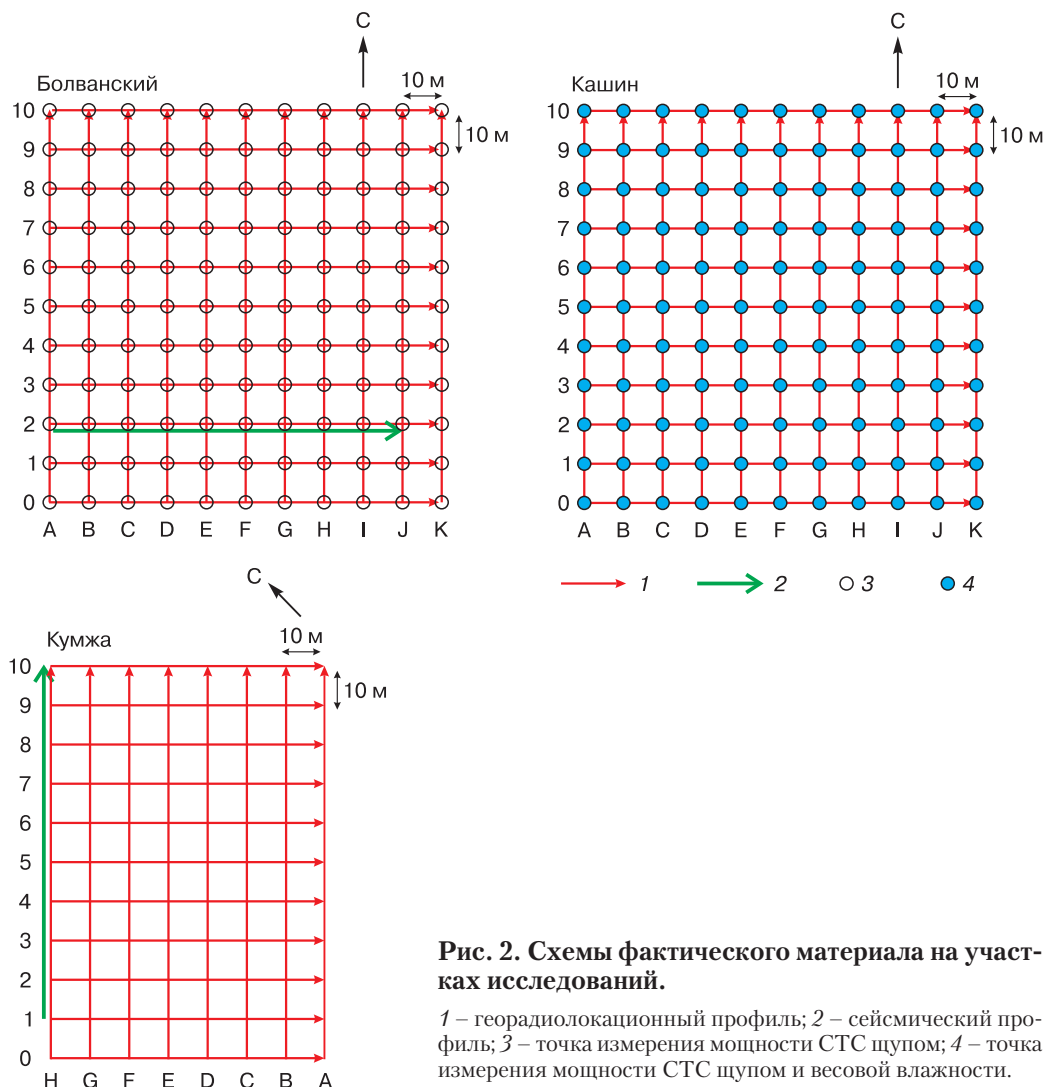 С
Болванский
10 м
10 м
10
9
8
7
6
5
4
3
2
1
0
A B C D E F G H I J K
С
Кашин
10 м
10 м
10
9
8
7
6
5
4
3
2
1
0
A B C D E F G H I J K
1 2 3 4
С
Кумжа
10 м
10 м
10
9
8
7
6
5
4
3
2
1
0
H G F E D C B A
Рис. 2. Схемы фактического материала на участ-
ках исследований.
1 – георадиолокационный профиль; 2 – сейсмический про-
филь; 3 – точка измерения мощности СТС щупом; 4 – точка
измерения мощности СТС щупом и весовой влажности.